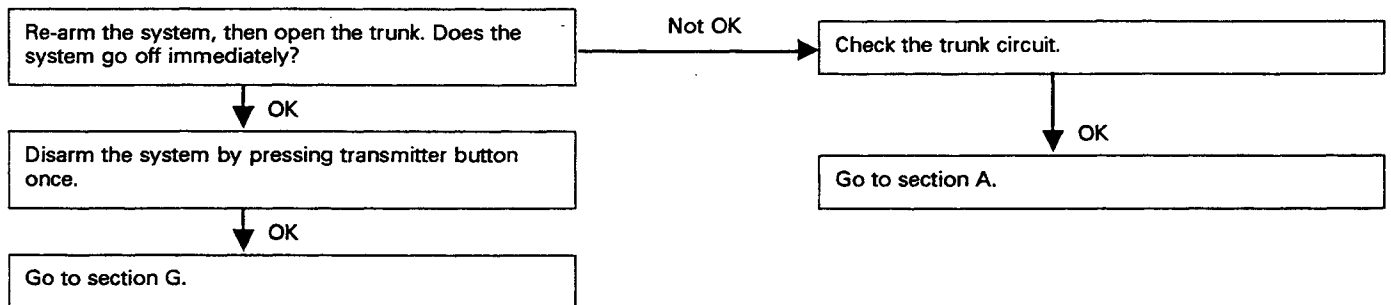 Re-arm the system, then open the trunk. Does the
system go off immediately?
Not OK
Check the trunk circuit.
OK
OK
Disarm the system by pressing transmitter button
once.
Go to section A.
OK
Go to section G.